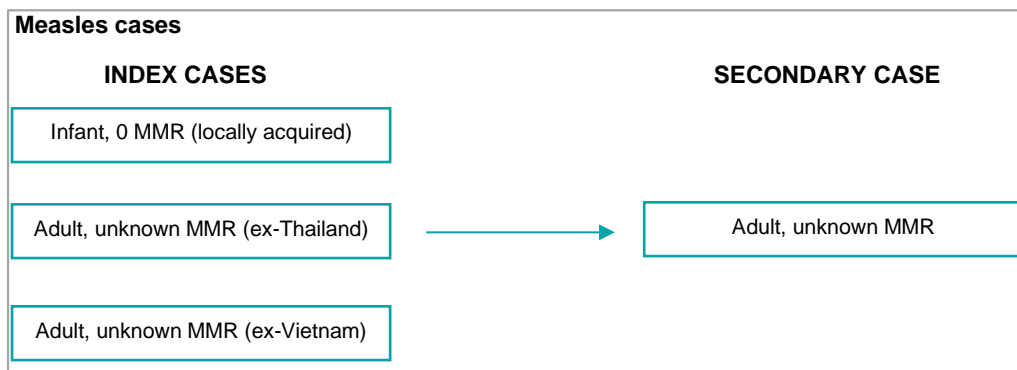 Measles cases
INDEX CASES
SECONDARY CASE
Infant, 0 MMR (locally acquired)
Adult, unknown MMR (ex-Thailand)
Adult, unknown MMR
Adult, unknown MMR (ex-Vietnam)